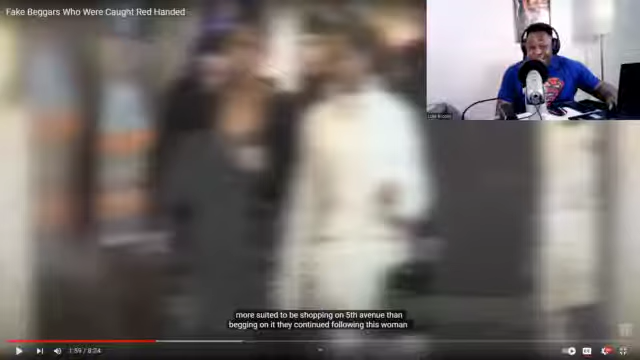 Fake Beggars Who Were Caught Red Handed
more suited to be shopping on 5th avenue than
begging on it they continued following this woman
1:59 / 8:24